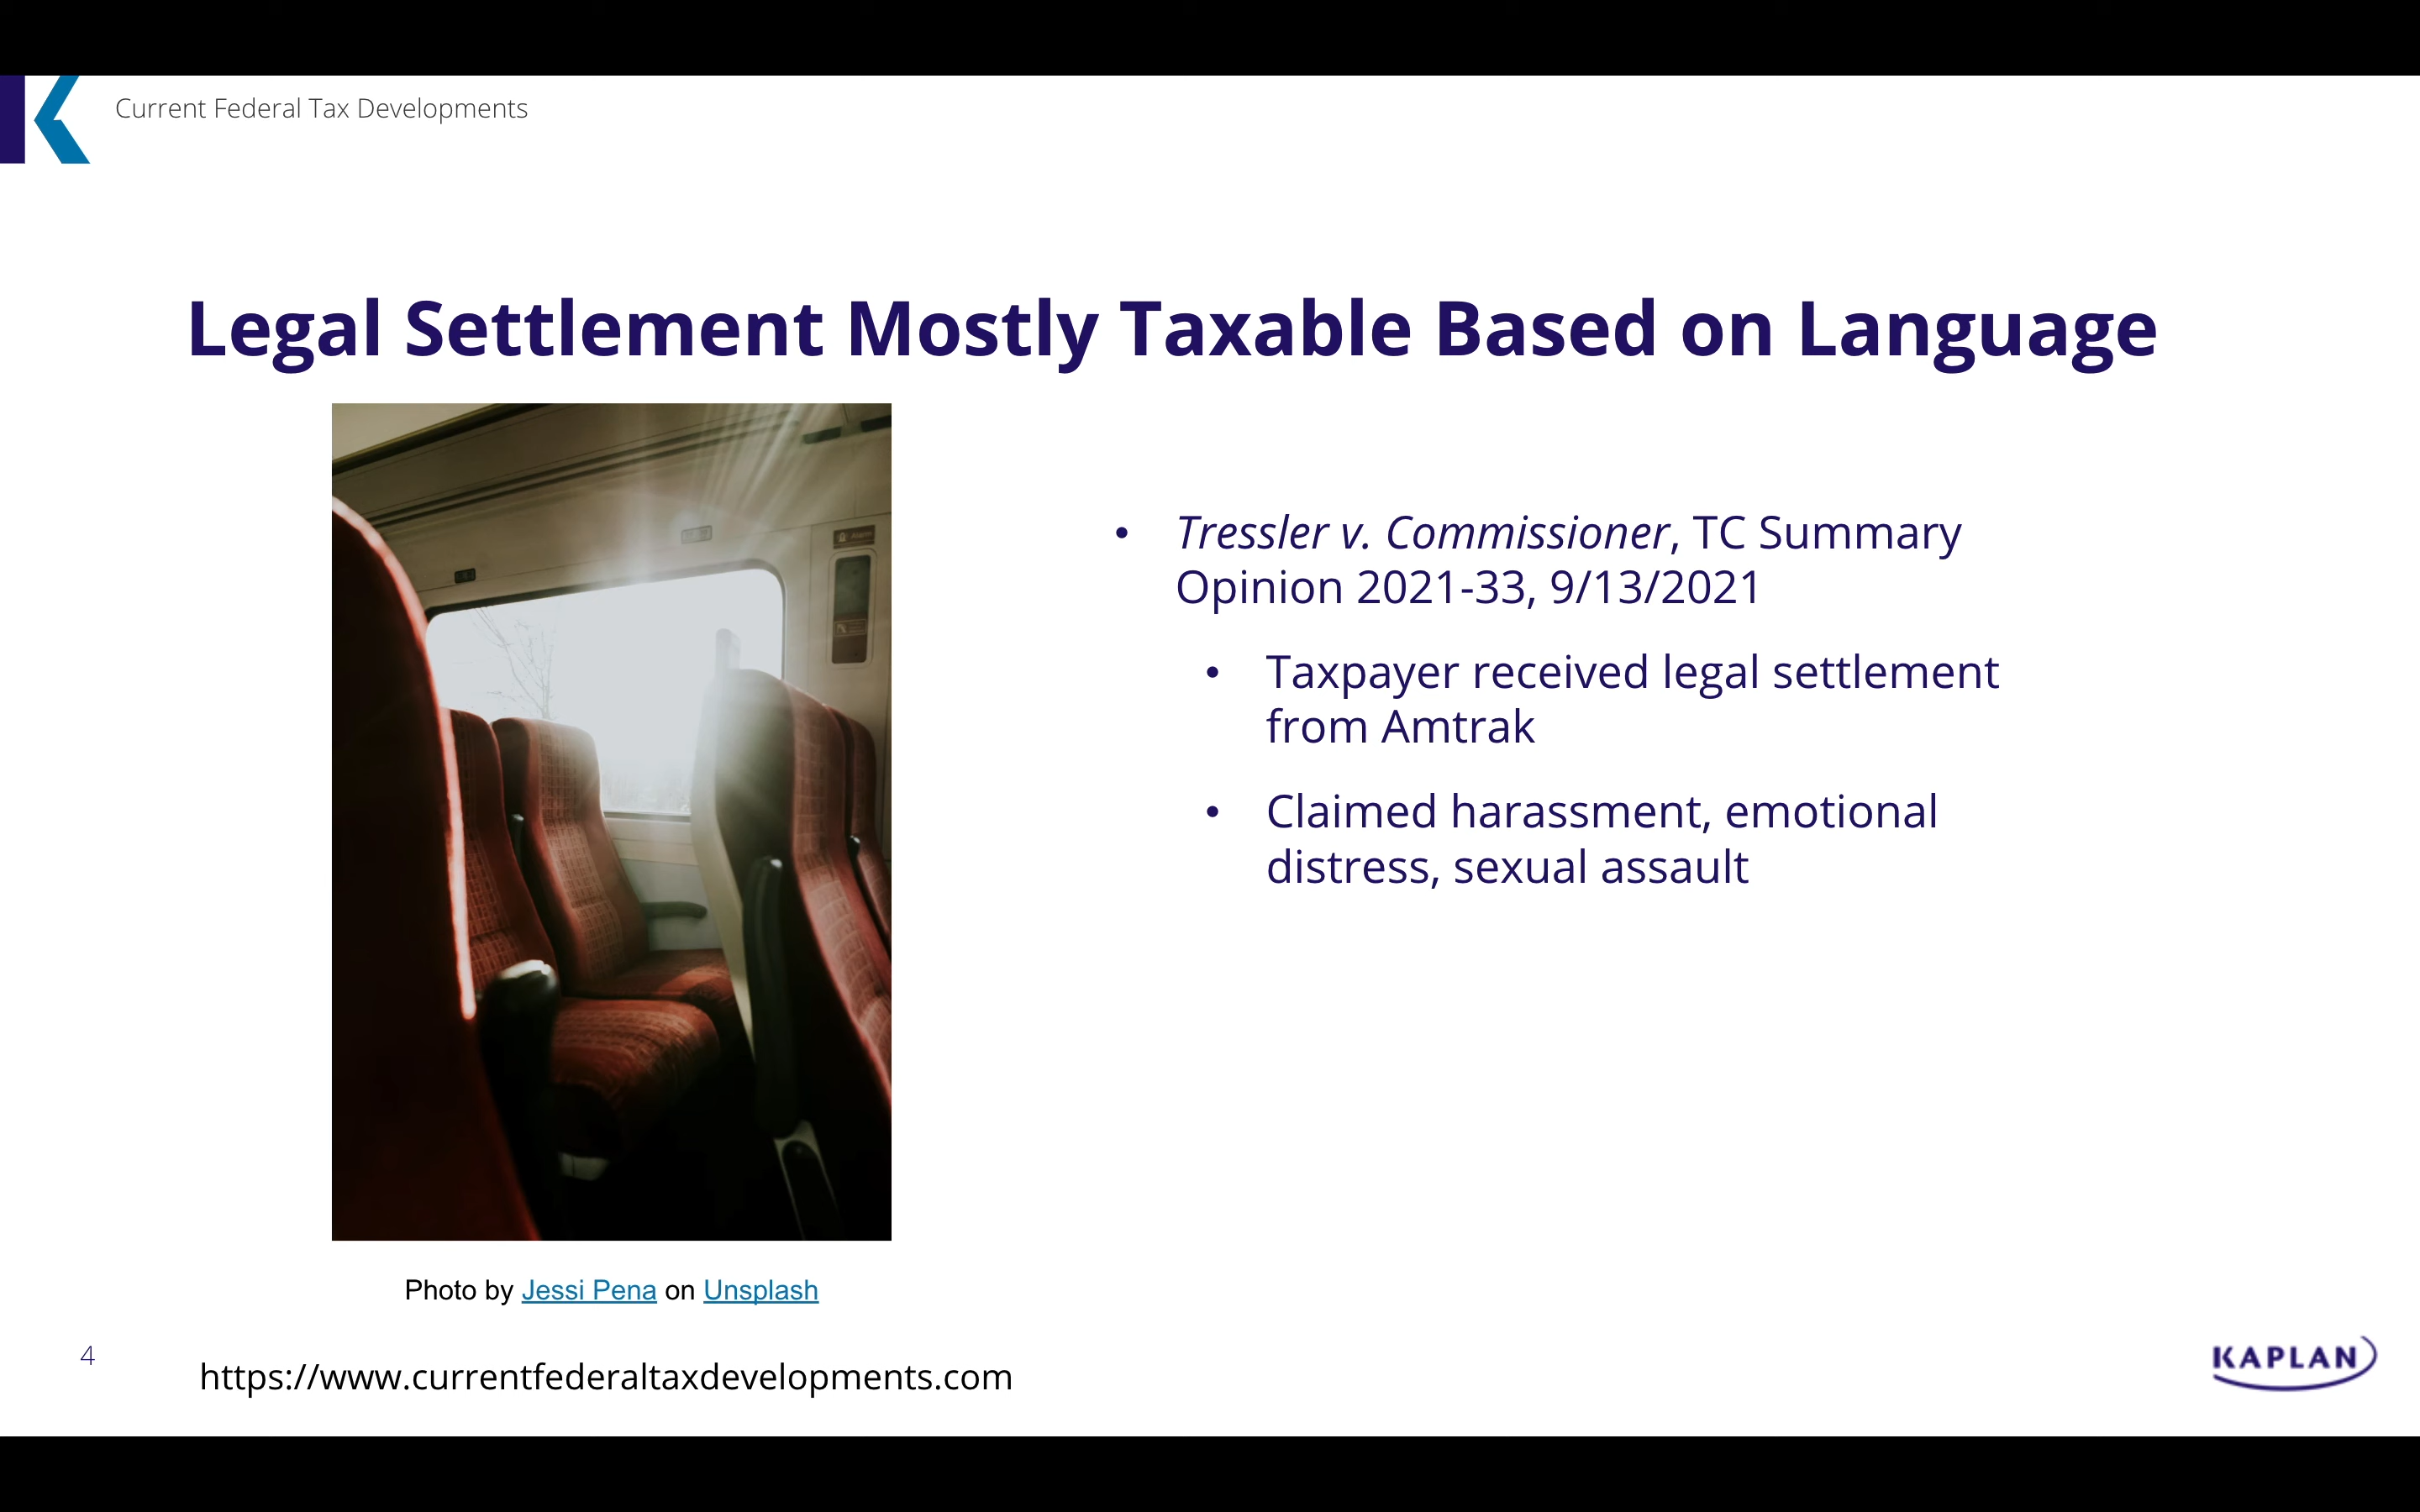 Current Federal Tax Developments
Legal Settlement Mostly Taxable Based on Language
• Tressler v. Commissioner, TC Summary
Opinion 2021-33, 9/13/2021
• Taxpayer received legal settlement
from Amtrak
• Claimed harassment, emotional
distress, sexual assault
Photo by Jessi Pena on Unsplash
4
https://www.currentfederaltaxdevelopments.com
KAPLAN